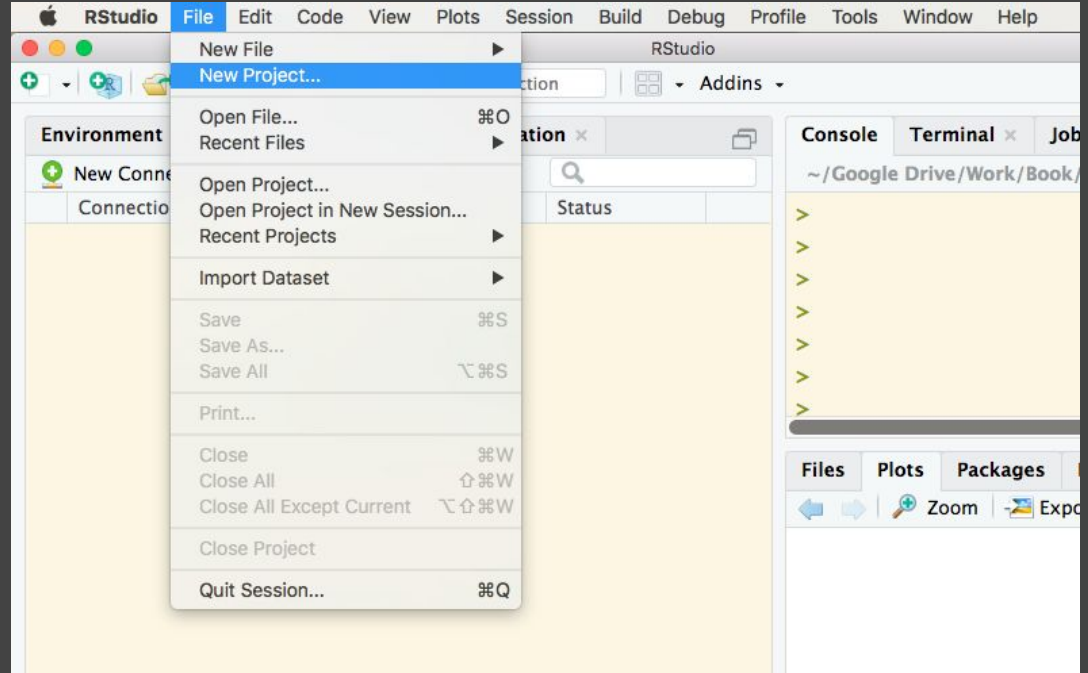 RStudio File Edit Code View Plots Session Build Debug Profile Tools Window Help
RStudio
Addins
New File
New Project...
Open File... ⌘O
Recent Files
Open Project...
Open Project in New Session...
Recent Projects
Import Dataset
Save ⌘S
Save As...
Save All ⌥⌘S
Print...
Close ⌘W
Close All ⇧⌘W
Close All Except Current ⌥⇧⌘W
Close Project
Quit Session... ⌘Q
Environment
ction
ation ×
New Conne
Connectio
Status
Console Terminal × Job
~/Google Drive/Work/Book/
>
>
>
>
>
>
>
Files Plots Packages
Zoom Expo